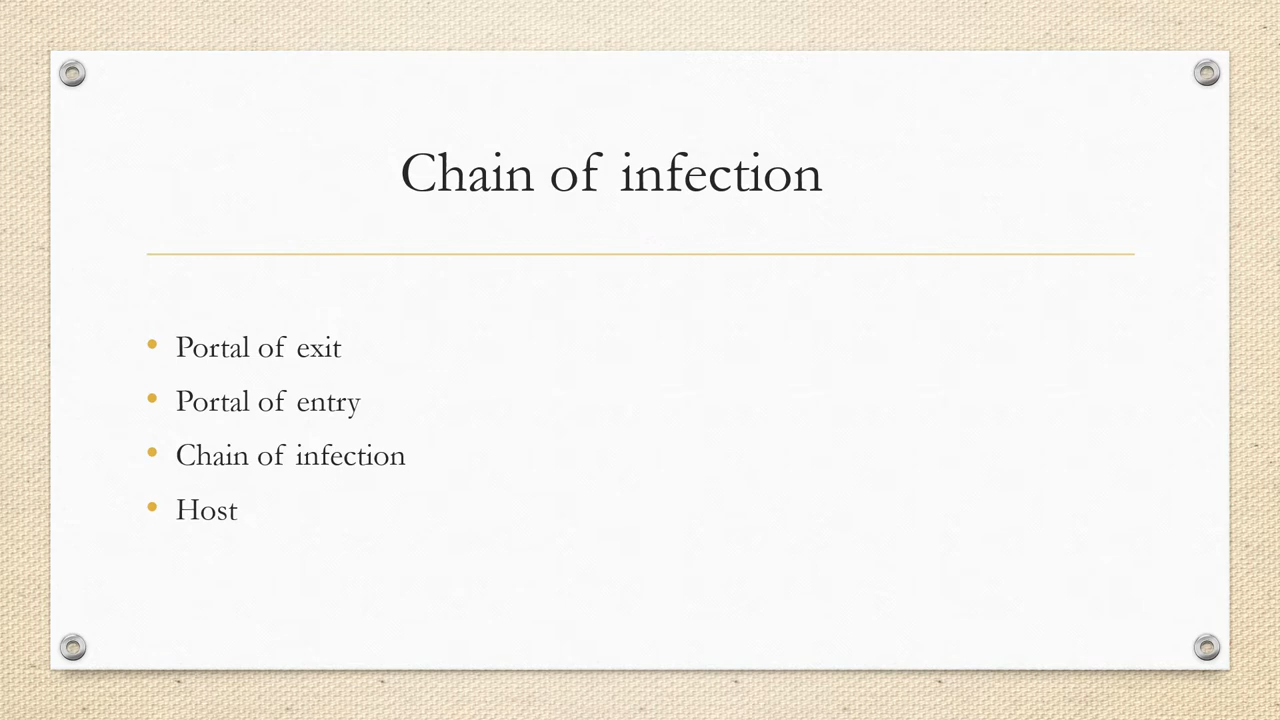 Chain of infection
Portal of exit
Portal of entry
Chain of infection
Host